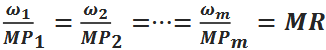 ω₁/MP₁ = ω₂/MP₂ =⋯= ωₘ/MPₘ = MR